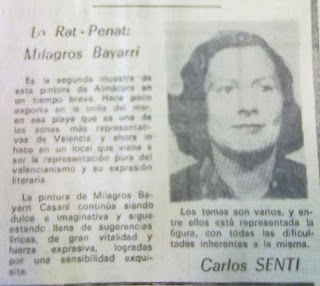 Lo Rat-Penat:
Milagros Bayarri
Es la segunda muestra de
esta pintora de Almácera en
un tiempo breve. Hace poco
exponía en la orilla del mar,
en esa playa que es una de
las zonas más representati-
vas de Valencia, y ahora lo
hace en un local que viene a
ser la representación pura del
valencianismo y su expresión
literaria.
La pintura de Milagros Ba-
yarri Casaní continúa siendo
dulce e imaginativa y sigue
estando llena de sugerencias
líricas, de gran vitalidad y
fuerza expresiva, logradas
por una sensibilidad exqui-
sita.
Los temas son varios, y en-
tre ellos está representada la
figura, con todas las dificul-
tades inherentes a la misma.
Carlos SENTI